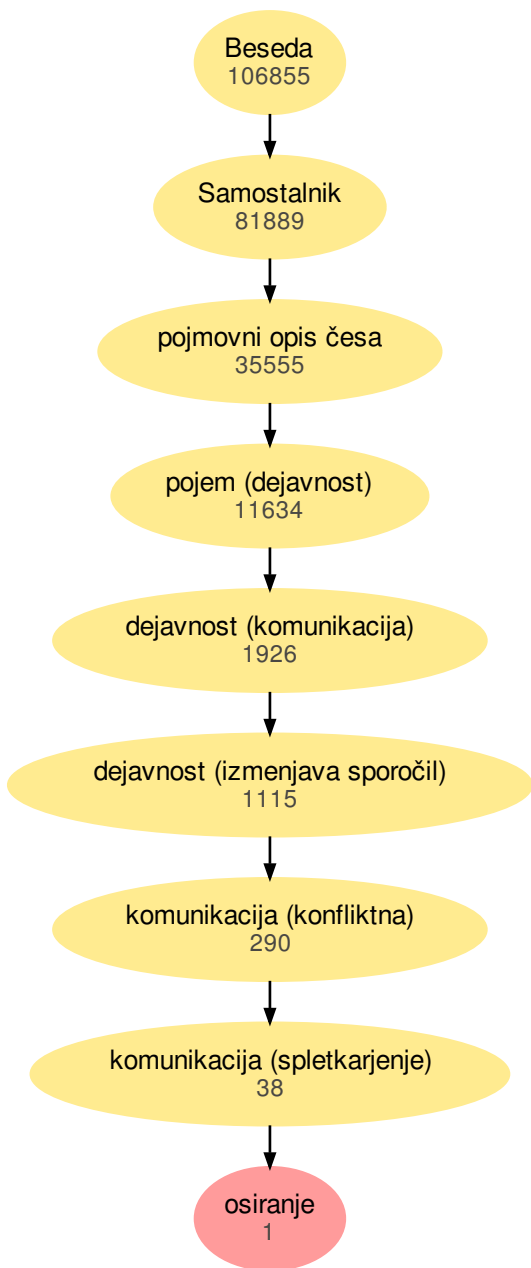 Beseda
106855
Samostalnik
81889
pojmovni opis česa
35555
pojem (dejavnost)
11634
dejavnost (komunikacija)
1926
dejavnost (izmenjava sporočil)
1115
komunikacija (konfliktna)
290
komunikacija (spletkarjenje)
38
osiranje
1